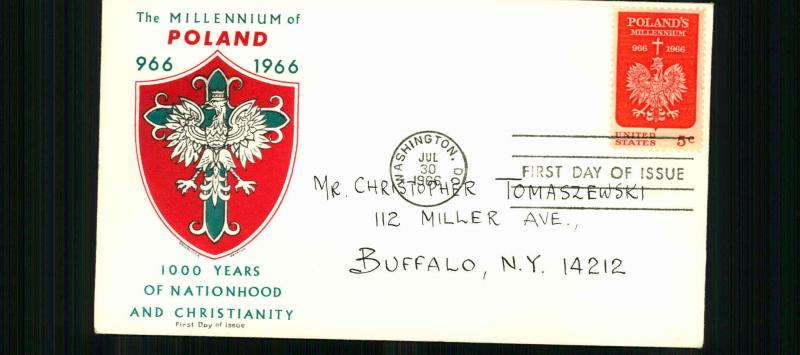 The MILLENNIUM of
POLAND
966 1966
1000 YEARS
OF NATIONHOOD
AND CHRISTIANITY
First Day of Issue
POLAND'S
MILLENNIUM
966 1966
UNITED
STATES 5c
WASHINGTON, D.C.
JUL
30
1966
FIRST DAY OF ISSUE
MR. CHRISTOPHER TOMASZEWSKI
112 MILLER AVE.,
BUFFALO, N.Y. 14212